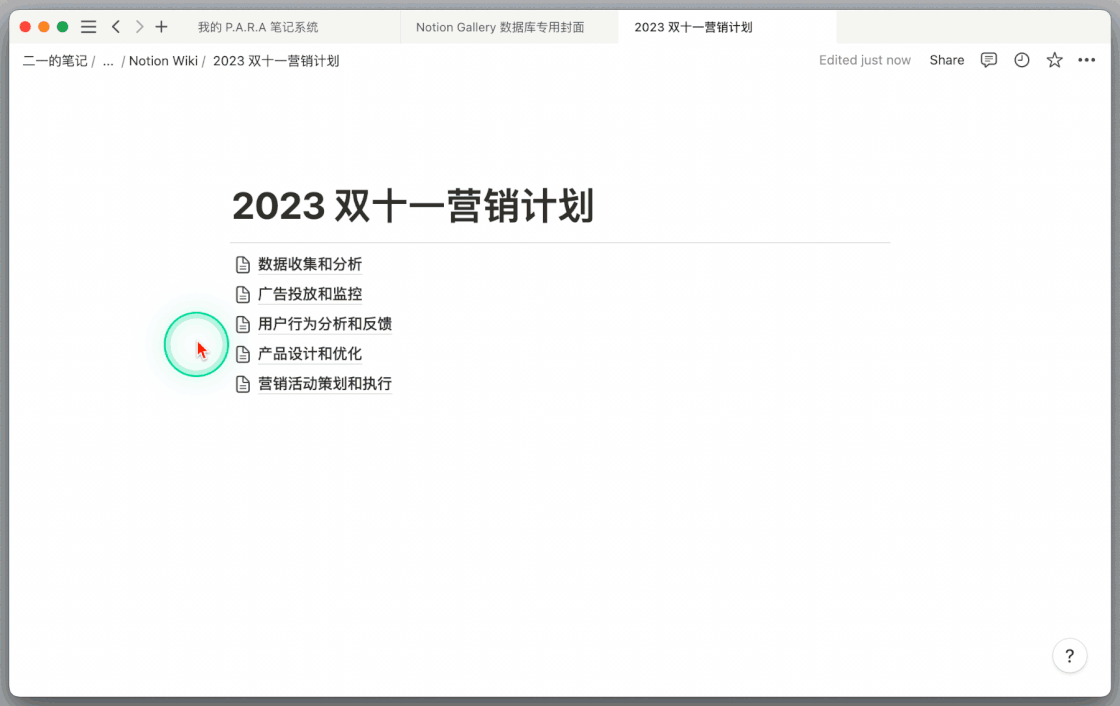 我的 P.A.R.A 笔记系统
Notion Gallery 数据库专用封面
2023 双十一营销计划
二一的笔记 / ... / Notion Wiki / 2023 双十一营销计划
Edited just now
Share
2023 双十一营销计划
数据收集和分析
广告投放和监控
用户行为分析和反馈
产品设计和优化
营销活动策划和执行
?